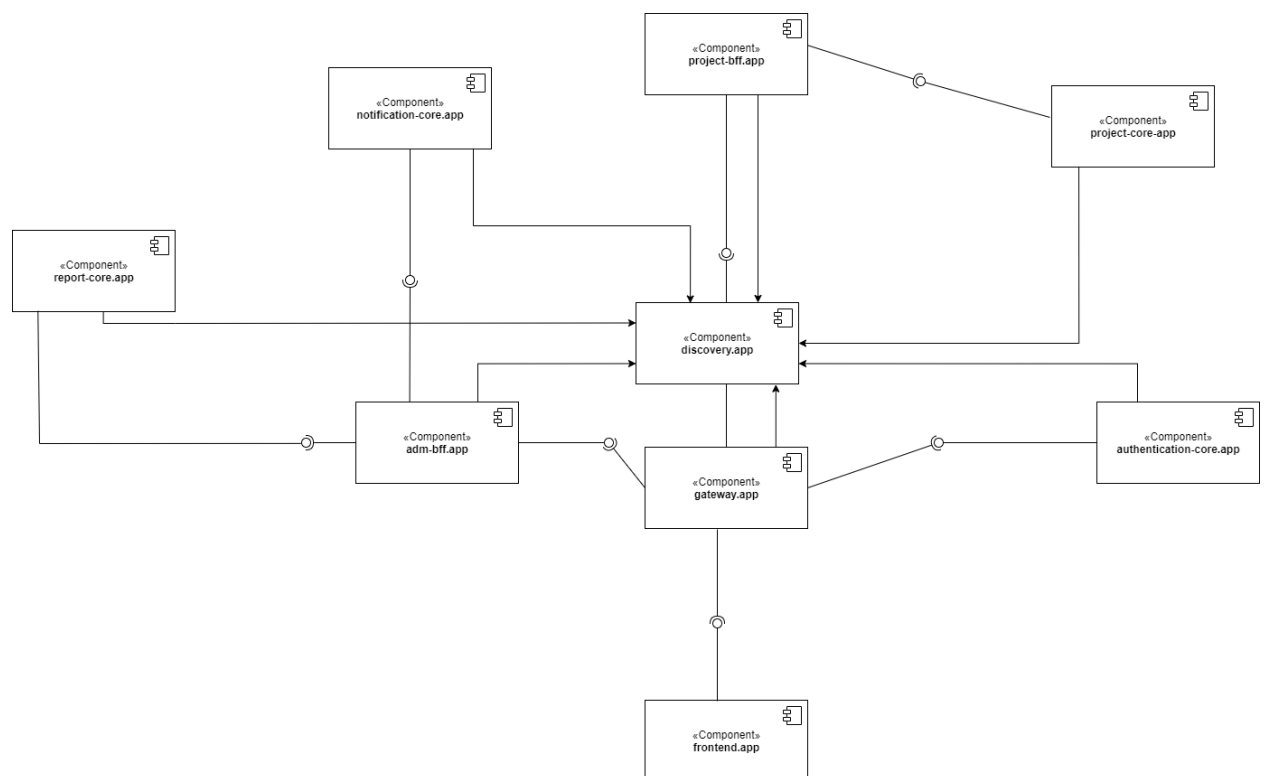 «Component»
project-bff.app
«Component»
notification-core.app
«Component»
project-core-app
«Component»
report-core.app
«Component»
discovery.app
«Component»
adm-bff.app
«Component»
authentication-core.app
«Component»
gateway.app
«Component»
frontend.app